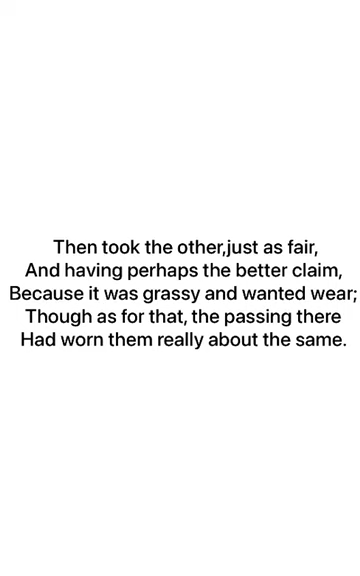 Then took the other,just as fair,
And having perhaps the better claim,
Because it was grassy and wanted wear;
Though as for that, the passing there
Had worn them really about the same.